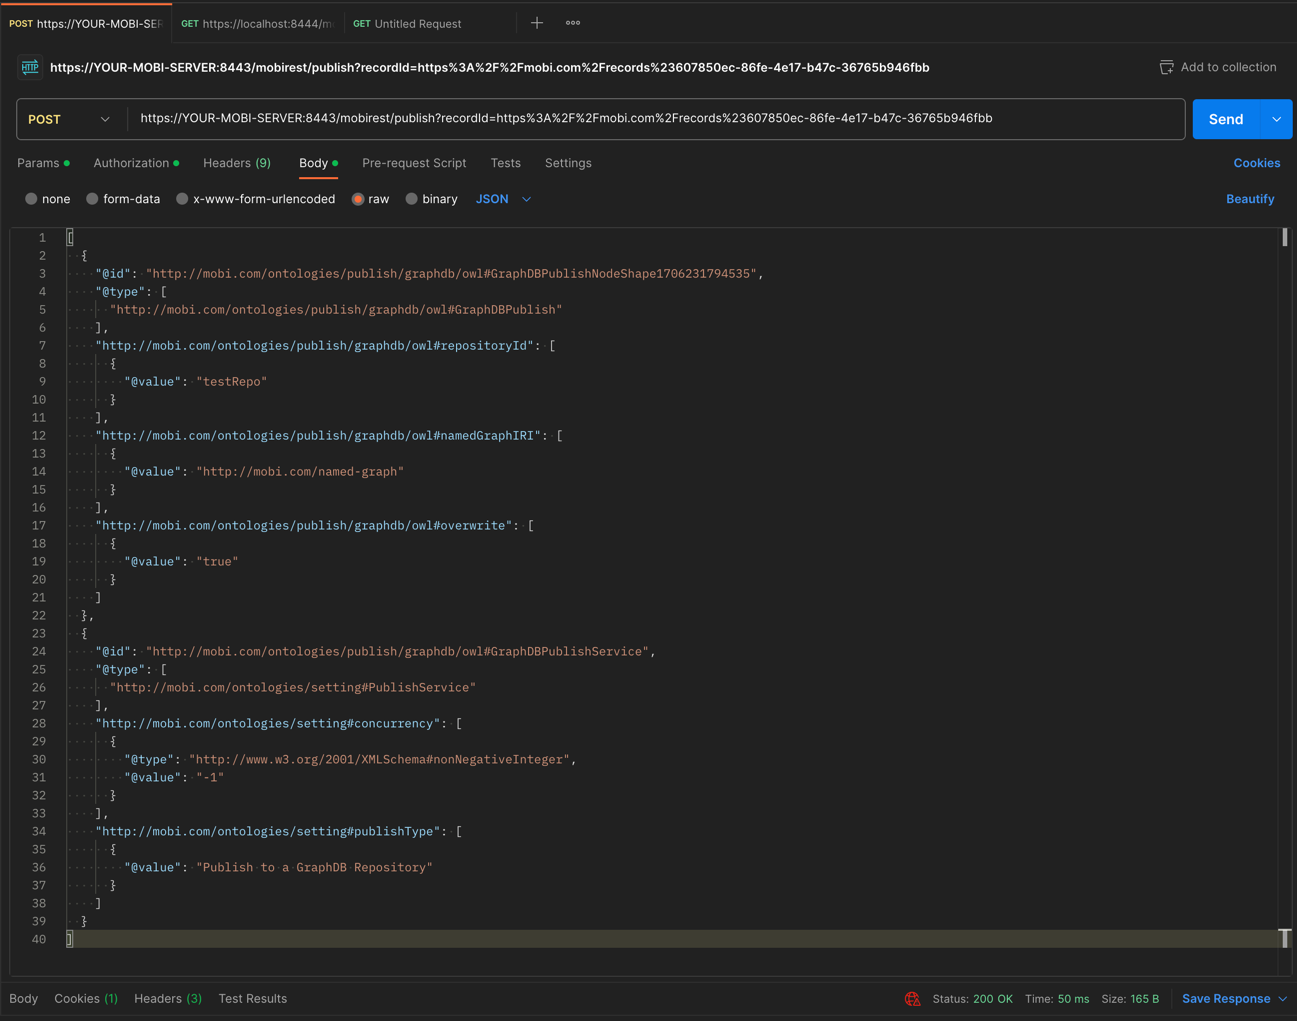 POST https://YOUR-MOBI-SER GET https://localhost:8444/m GET Untitled Request
HTTP https://YOUR-MOBI-SERVER:8443/mobirest/publish?recordId=https%3A%2F%2Fmobi.com%2Frecords%23607850ec-86fe-4e17-b47c-36765b946fbb Add to collection
POST https://YOUR-MOBI-SERVER:8443/mobirest/publish?recordId=https%3A%2F%2Fmobi.com%2Frecords%23607850ec-86fe-4e17-b47c-36765b946fbb Send
Params Authorization Headers (9) Body Pre-request Script Tests Settings Cookies
none form-data x-www-form-urlencoded raw binary JSON Beautify
1 [
2 {
3 "@id": "http://mobi.com/ontologies/publish/graphdb/owl#GraphDBPublishNodeShape1706231794535",
4 "@type": [
5 "http://mobi.com/ontologies/publish/graphdb/owl#GraphDBPublish"
6 ],
7 "http://mobi.com/ontologies/publish/graphdb/owl#repositoryId": [
8 {
9 "@value": "testRepo"
10 }
11 ],
12 "http://mobi.com/ontologies/publish/graphdb/owl#namedGraphIRI": [
13 {
14 "@value": "http://mobi.com/named-graph"
15 }
16 ],
17 "http://mobi.com/ontologies/publish/graphdb/owl#overwrite": [
18 {
19 "@value": "true"
20 }
21 ]
22 },
23 {
24 "@id": "http://mobi.com/ontologies/publish/graphdb/owl#GraphDBPublishService",
25 "@type": [
26 "http://mobi.com/ontologies/setting#PublishService"
27 ],
28 "http://mobi.com/ontologies/setting#concurrency": [
29 {
30 "@type": "http://www.w3.org/2001/XMLSchema#nonNegativeInteger",
31 "@value": "-1"
32 }
33 ],
34 "http://mobi.com/ontologies/setting#publishType": [
35 {
36 "@value": "Publish to a GraphDB Repository"
37 }
38 ]
39 }
40 ]
Body Cookies (1) Headers (3) Test Results Status: 200 OK Time: 50 ms Size: 165 B Save Response